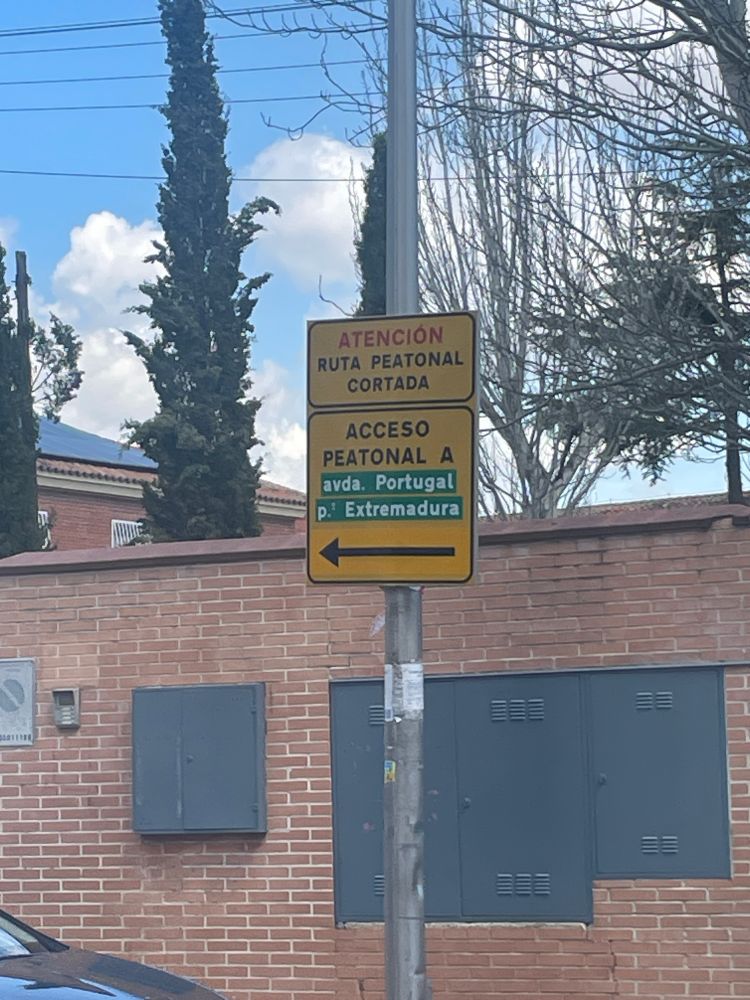 ATENCIÓN
RUTA PEATONAL
CORTADA
ACCESO
PEATONAL A
avda. Portugal
p.º Extremadura